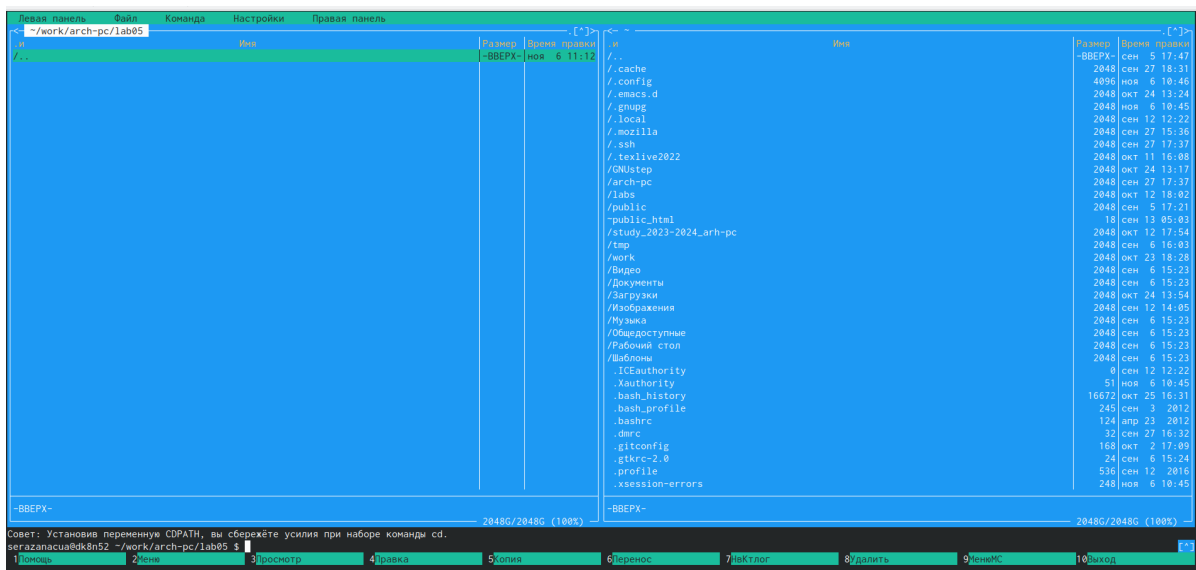 Левая панель Файл Команда Настройки Правая панель
<- ~/work/arch-pc/lab05 .[^]> <- ~ .[^]>
.и Имя Размер Время правки .и Имя Размер Время правки
/.. -ВВЕРХ- ноя 6 11:12 /.. -ВВЕРХ- сен 5 17:47
/.cache 2048 сен 27 18:31
/.config 4096 ноя 6 10:46
/.emacs.d 2048 окт 24 13:24
/.gnupg 2048 ноя 6 10:45
/.local 2048 сен 12 12:22
/.mozilla 2048 сен 27 15:36
/.ssh 2048 сен 27 17:37
/.texlive2022 2048 окт 11 16:08
/GNUstep 2048 окт 24 13:17
/arch-pc 2048 сен 27 17:37
/labs 2048 окт 12 18:02
/public 2048 сен 5 17:21
~public_html 18 сен 13 05:03
/study_2023-2024_arh-pc 2048 окт 12 17:54
/tmp 2048 сен 6 16:03
/work 2048 окт 23 18:28
/Видео 2048 сен 6 15:23
/Документы 2048 сен 6 15:23
/Загрузки 2048 окт 24 13:54
/Изображения 2048 сен 12 14:05
/Музыка 2048 сен 6 15:23
/Общедоступные 2048 сен 6 15:23
/Рабочий стол 2048 сен 6 15:23
/Шаблоны 2048 сен 6 15:23
.ICEauthority 0 сен 12 12:22
.Xauthority 51 ноя 6 10:45
.bash_history 16672 окт 25 16:31
.bash_profile 245 сен 3 2012
.bashrc 124 апр 23 2012
.dmrc 32 сен 27 16:32
.gitconfig 168 окт 2 17:09
.gtkrc-2.0 24 сен 6 15:24
.profile 536 сен 12 2016
.xsession-errors 248 ноя 6 10:45
-ВВЕРХ- -ВВЕРХ-
2048G/2048G (100%) 2048G/2048G (100%)
Совет: Установив переменную CDPATH, вы сбережёте усилия при наборе команды cd.
serazanacua@dk8n52 ~/work/arch-pc/lab05 $ [^]
1Помощь 2Меню 3Просмотр 4Правка 5Копия 6Перенос 7НвКтлог 8Удалить 9МенюMC 10Выход